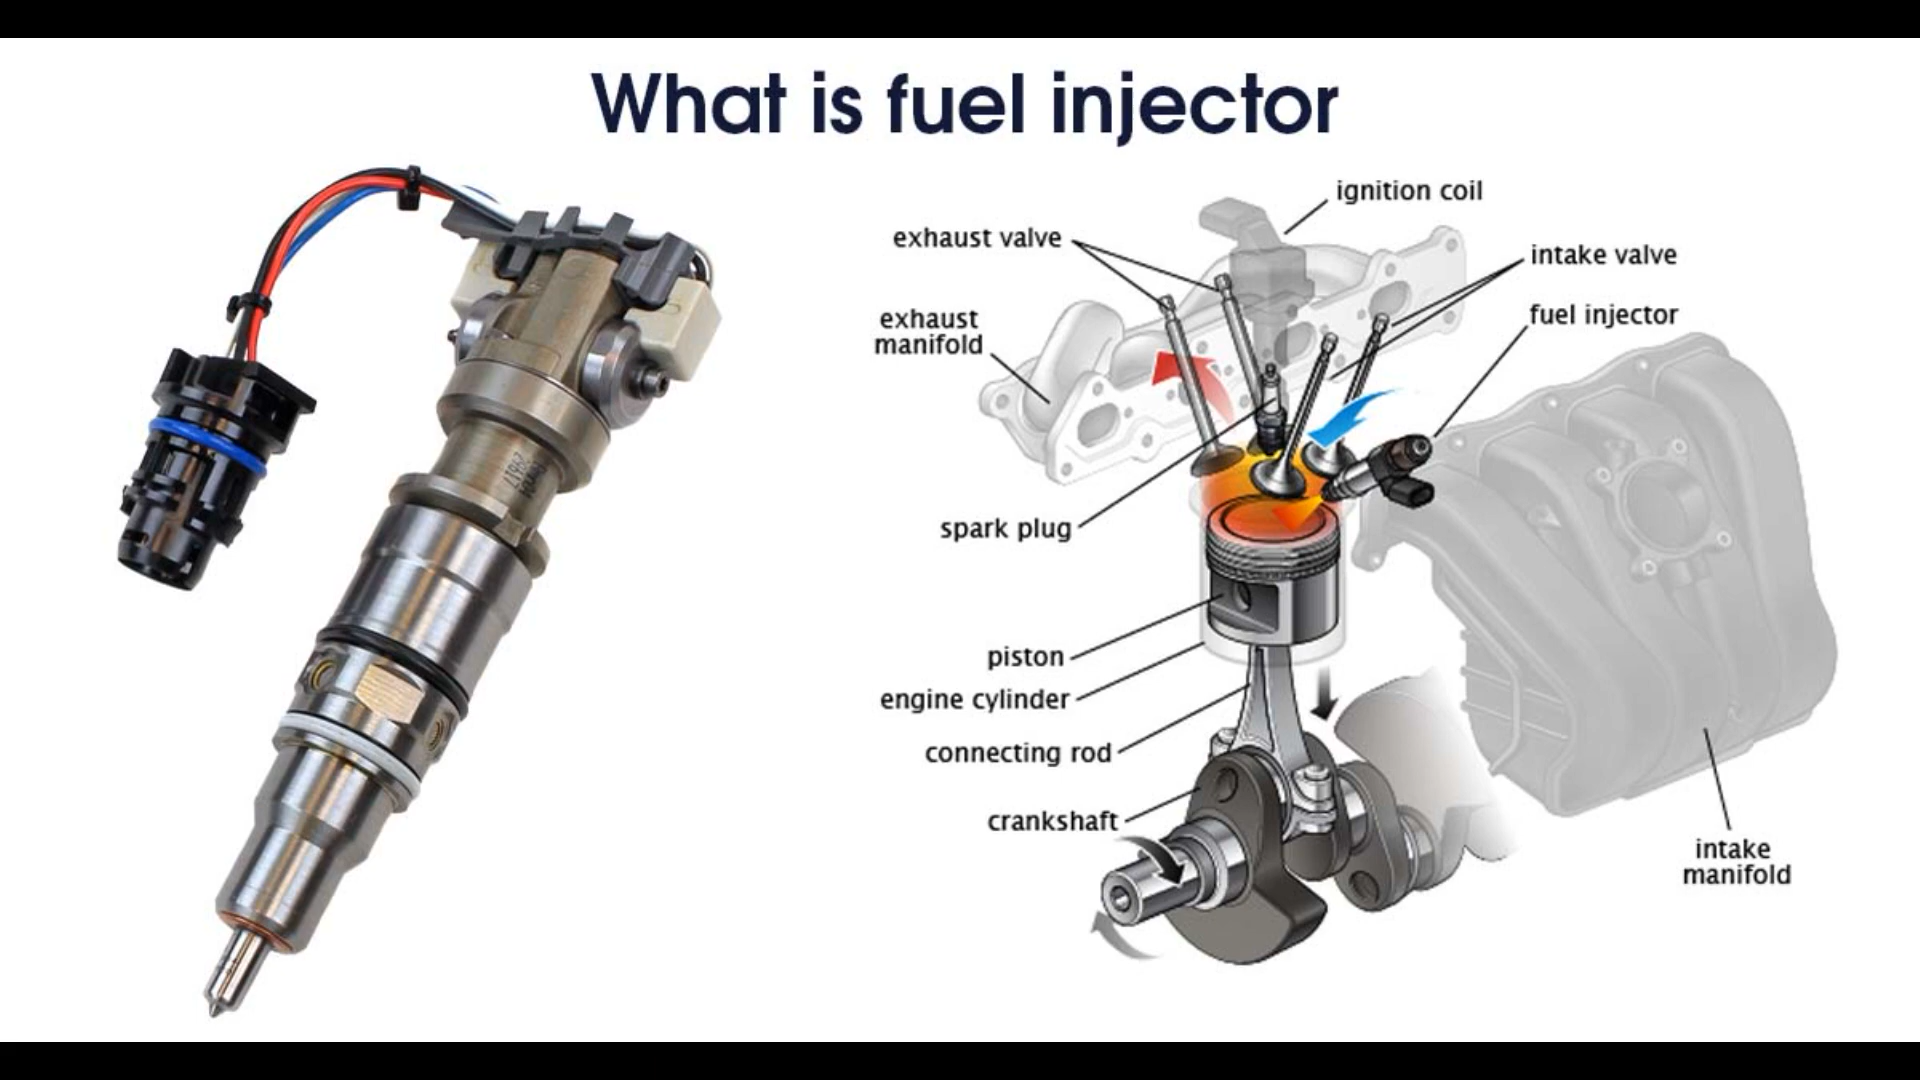 What is fuel injector
ignition coil
exhaust valve
intake valve
exhaust
manifold
fuel injector
spark plug
piston
engine cylinder
connecting rod
crankshaft
intake
manifold